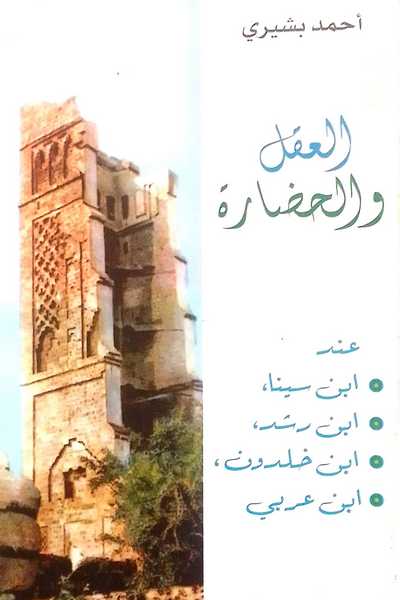 أحمد بشيري
العقل
والحضارة
عند
ابن سينا،
ابن رشد،
ابن خلدون،
ابن عربي